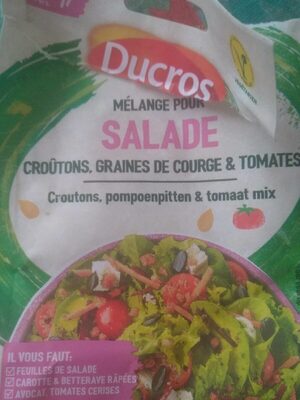 Ducros
MÉLANGE POUR
SALADE
CROÛTONS, GRAINES DE COURGE & TOMATES
Croutons, pompoenpitten & tomaat mix
IL VOUS FAUT:
FEUILLES DE SALADE
CAROTTE & BETTERAVE RÂPÉES
AVOCAT, TOMATES CERISES